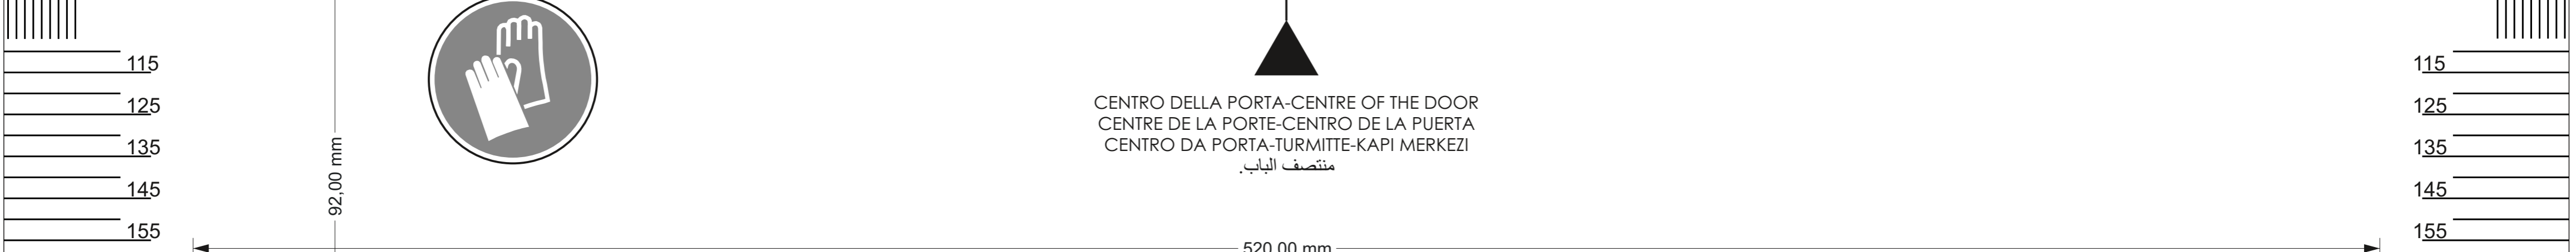 115
125
135
145
155
92,00 mm
CENTRO DELLA PORTA-CENTRE OF THE DOOR
CENTRE DE LA PORTE-CENTRO DE LA PUERTA
CENTRO DA PORTA-TURMITTE-KAPI MERKEZI
منتصف الباب.
520,00 mm
115
125
135
145
155